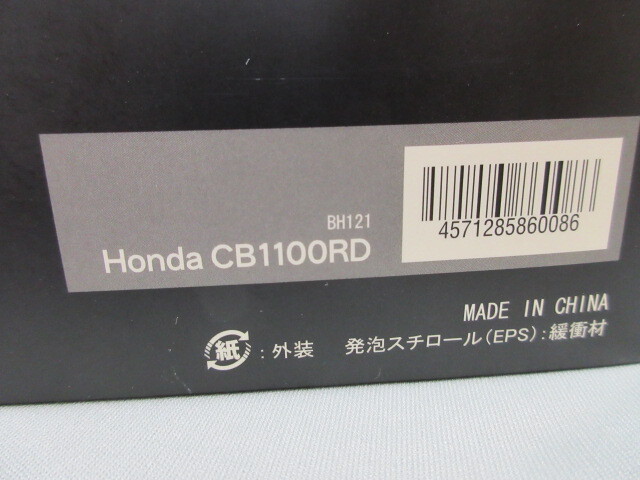 BH121
Honda CB1100RD
4571285860086
MADE IN CHINA
紙 : 外装 発泡スチロール(EPS) : 緩衝材